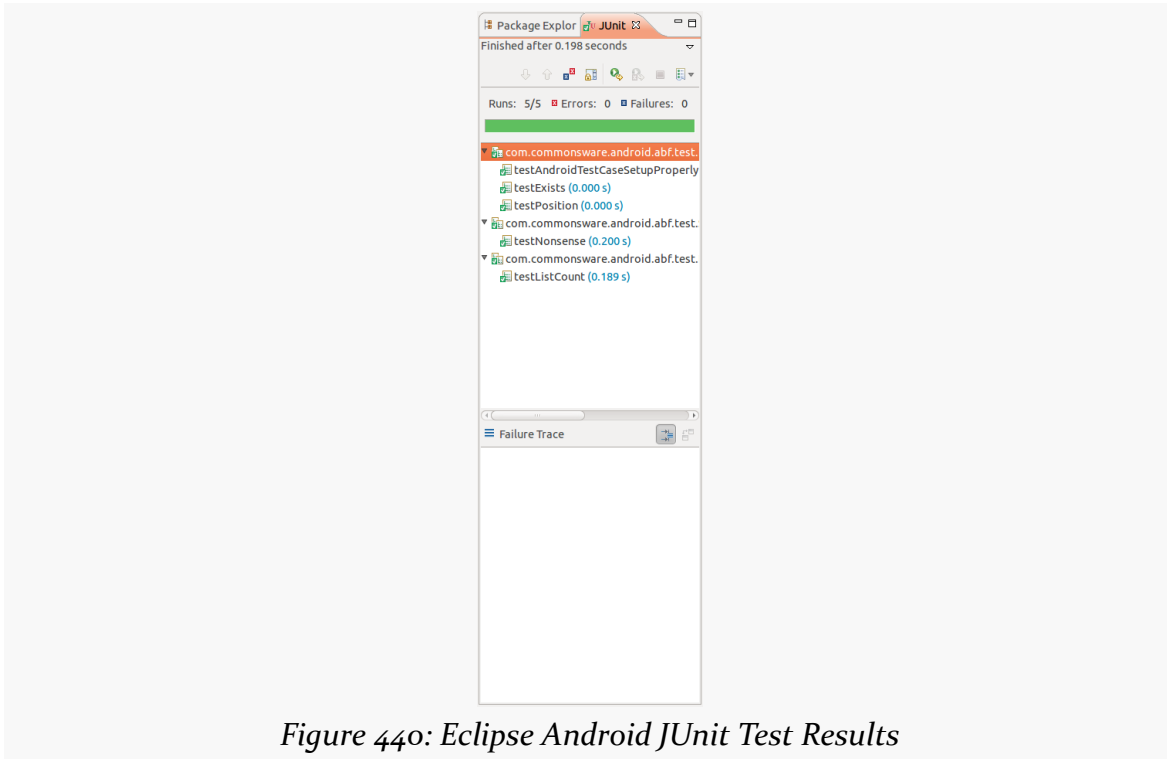 Package Explor JUnit
Finished after 0.198 seconds
Runs: 5/5 Errors: 0 Failures: 0
com.commonsware.android.abf.test.
testAndroidTestCaseSetupProperly
testExists (0.000 s)
testPosition (0.000 s)
com.commonsware.android.abf.test.
testNonsense (0.200 s)
com.commonsware.android.abf.test.
testListCount (0.189 s)
Failure Trace
Figure 440: Eclipse Android JUnit Test Results